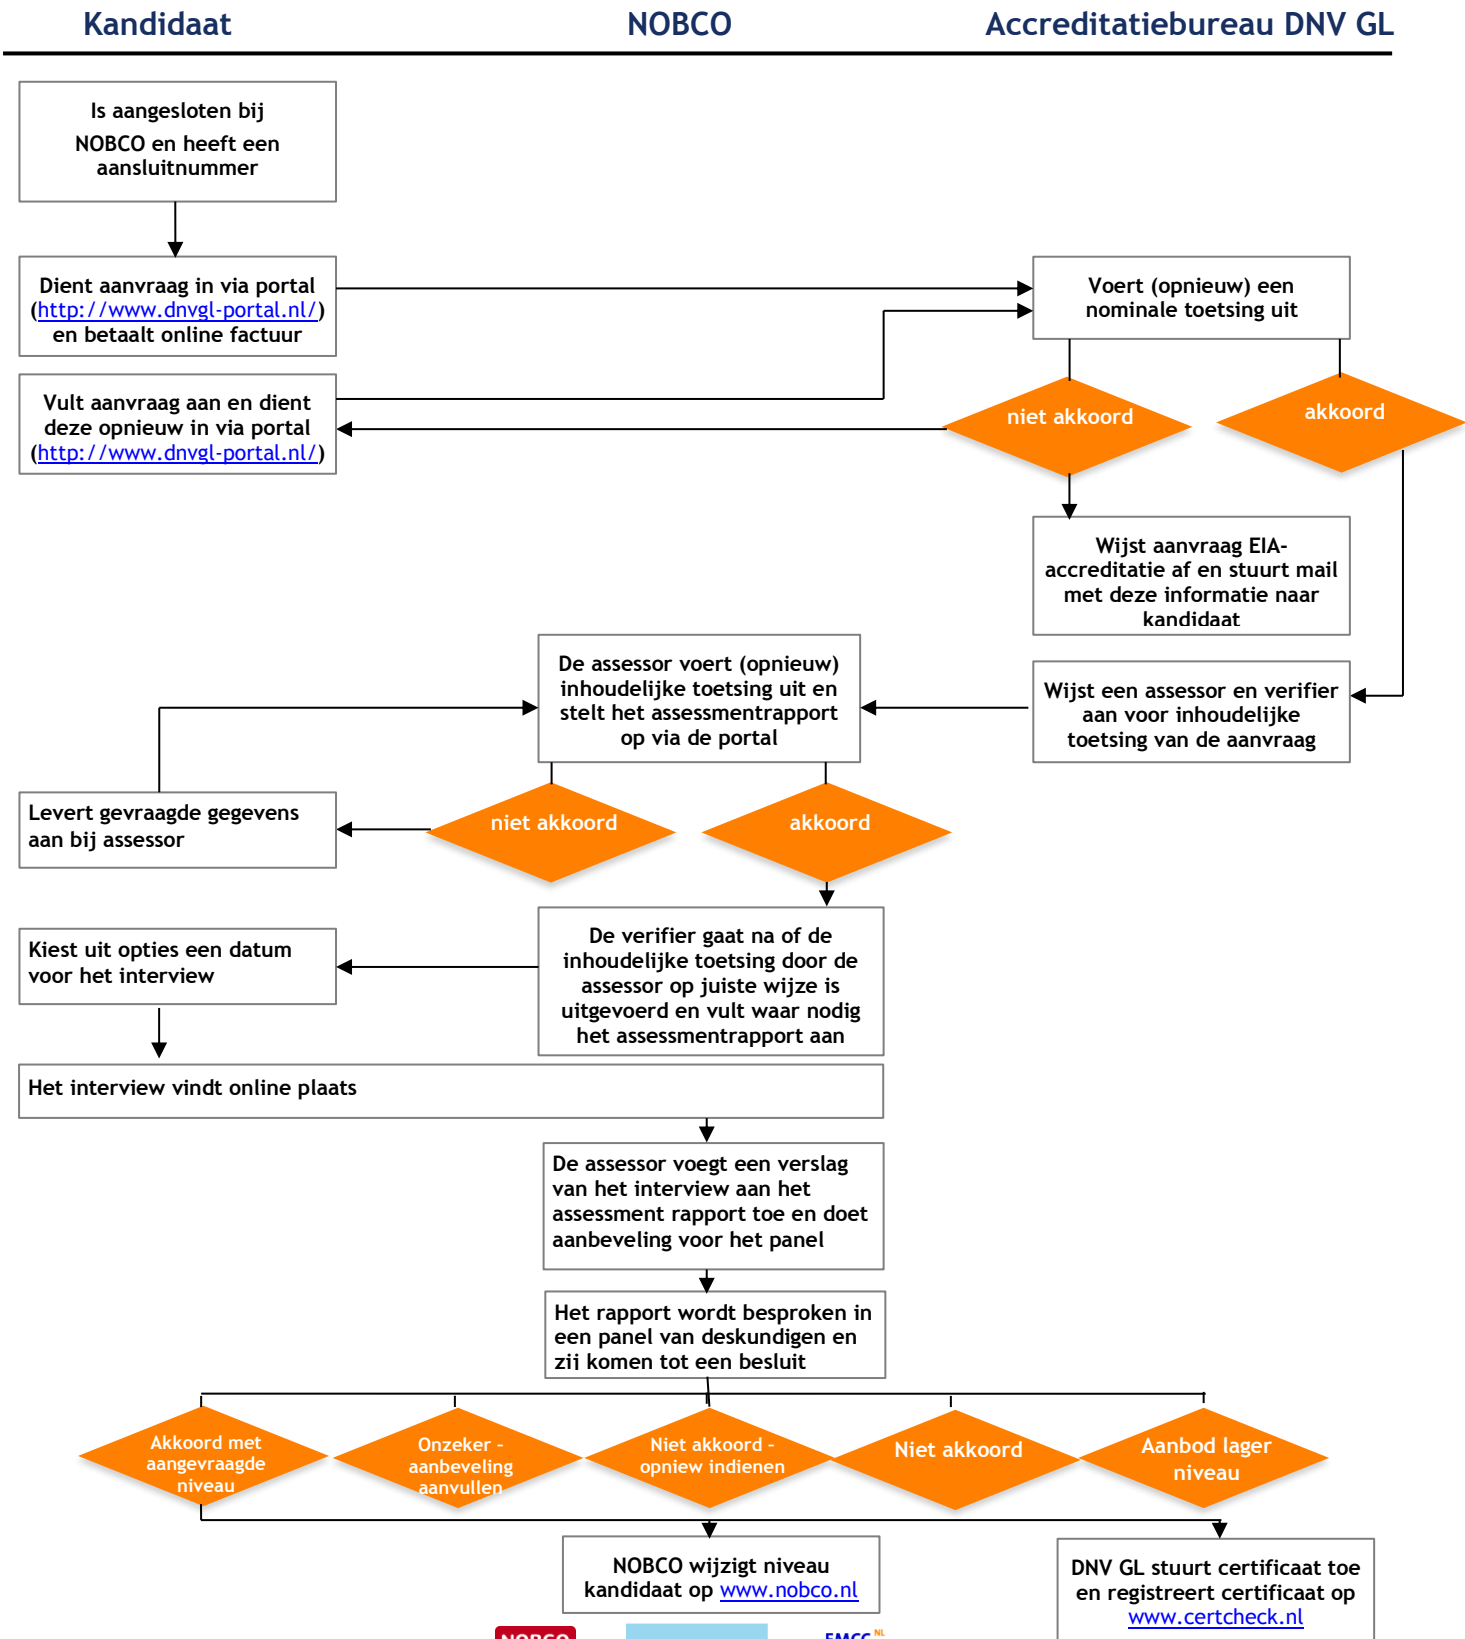 Kandidaat
NOBCO
Accreditatiebureau DNV GL
Is aangesloten bij
NOBCO en heeft een
aansluitnummer
Dient aanvraag in via portal
(http://www.dnvgl-portal.nl/)
en betaalt online factuur
Voert (opnieuw) een
nominale toetsing uit
Vult aanvraag aan en dient
deze opnieuw in via portal
(http://www.dnvgl-portal.nl/)
niet akkoord
akkoord
Wijst aanvraag EIA-
accreditatie af en stuurt mail
met deze informatie naar
kandidaat
De assessor voert (opnieuw)
inhoudelijke toetsing uit en
stelt het assessmentrapport
op via de portal
Wijst een assessor en verifier
aan voor inhoudelijke
toetsing van de aanvraag
Levert gevraagde gegevens
aan bij assessor
niet akkoord
akkoord
Kiest uit opties een datum
voor het interview
De verifier gaat na of de
inhoudelijke toetsing door de
assessor op juiste wijze is
uitgevoerd en vult waar nodig
het assessmentrapport aan
Het interview vindt online plaats
De assessor voegt een verslag
van het interview aan het
assessment rapport toe en doet
aanbeveling voor het panel
Het rapport wordt besproken in
een panel van deskundigen en
zij komen tot een besluit
Akkoord met
aangevraagde
niveau
Onzeker –
aanbeveling
aanvullen
Niet akkoord –
opniew indienen
Niet akkoord
Aanbod lager
niveau
NOBCO wijzigt niveau
kandidaat op www.nobco.nl
DNV GL stuurt certificaat toe
en registreert certificaat op
www.certcheck.nl
NOBCO
EMCC NL